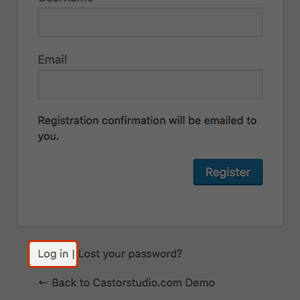 Email
Registration confirmation will be emailed to
you.
Register
Log in | Lost your password?
← Back to Castorstudio.com Demo